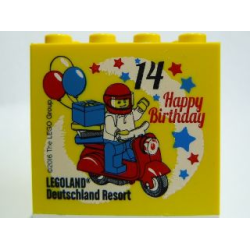 14
Happy
Birthday
©2016 The LEGO Group
LEGOLAND®
Deutschland Resort